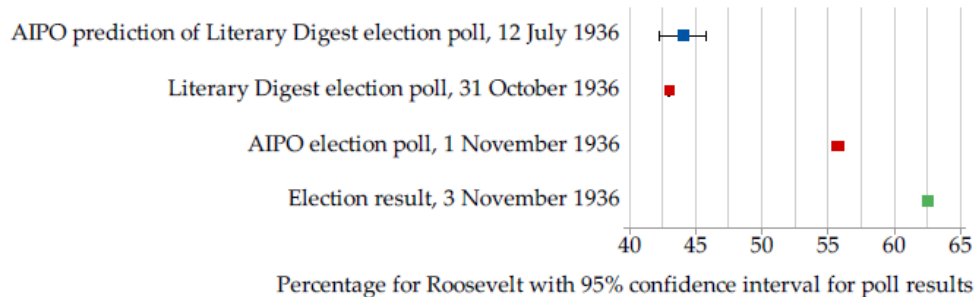 AIPO prediction of Literary Digest election poll, 12 July 1936
Literary Digest election poll, 31 October 1936
AIPO election poll, 1 November 1936
Election result, 3 November 1936
40 45 50 55 60 65
Percentage for Roosevelt with 95% confidence interval for poll results